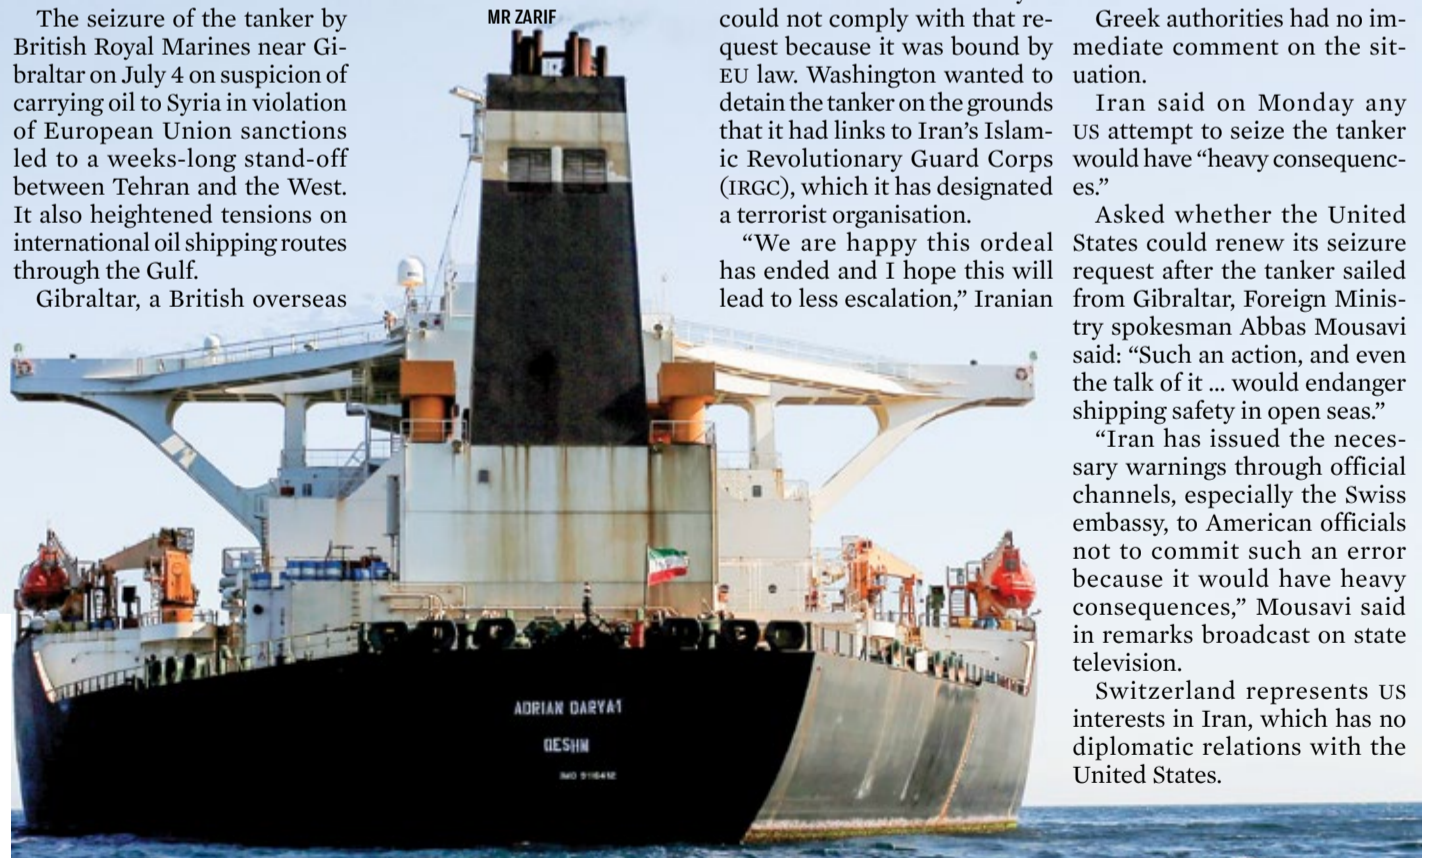 The seizure of the tanker by
British Royal Marines near Gi-
braltar on July 4 on suspicion of
carrying oil to Syria in violation
of European Union sanctions
led to a weeks-long stand-off
between Tehran and the West.
It also heightened tensions on
international oil shipping routes
through the Gulf.
Gibraltar, a British overseas
MR ZARIF
could not comply with that re-
quest because it was bound by
EU law. Washington wanted to
detain the tanker on the grounds
that it had links to Iran’s Islam-
ic Revolutionary Guard Corps
(IRGC), which it has designated
a terrorist organisation.
“We are happy this ordeal
has ended and I hope this will
lead to less escalation,” Iranian
Greek authorities had no im-
mediate comment on the sit-
uation.
Iran said on Monday any
US attempt to seize the tanker
would have “heavy consequenc-
es.”
Asked whether the United
States could renew its seizure
request after the tanker sailed
from Gibraltar, Foreign Minis-
try spokesman Abbas Mousavi
said: “Such an action, and even
the talk of it ... would endanger
shipping safety in open seas.”
“Iran has issued the neces-
sary warnings through official
channels, especially the Swiss
embassy, to American officials
not to commit such an error
because it would have heavy
consequences,” Mousavi said
in remarks broadcast on state
television.
Switzerland represents US
interests in Iran, which has no
diplomatic relations with the
United States.
ADRIAN DARYA1
QESHM
IMO 9116412